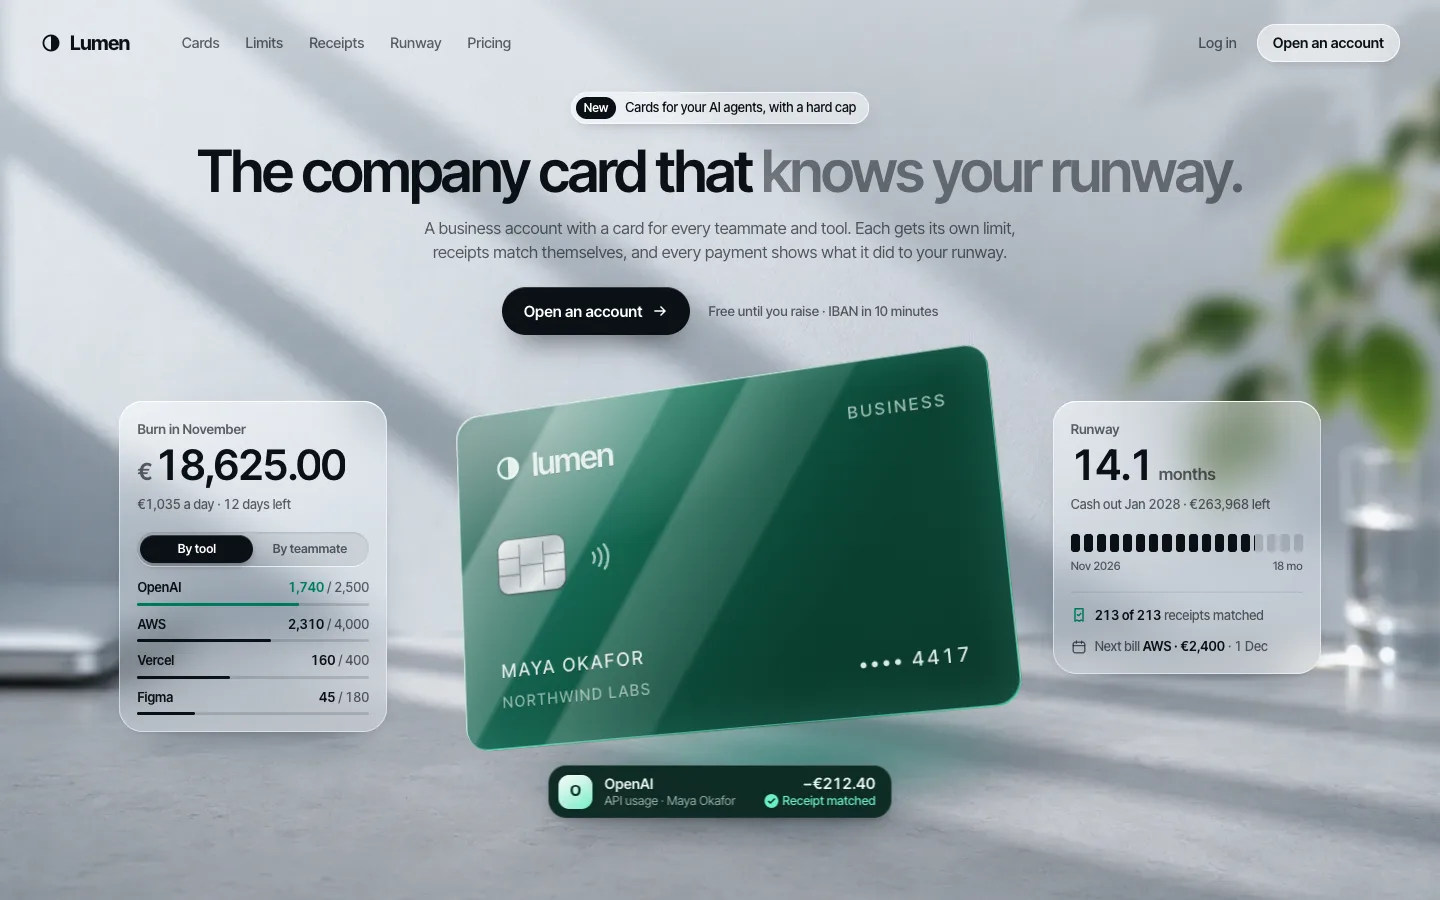 Lumen
Cards Limits Receipts Runway Pricing
Log in
Open an account
New Cards for your AI agents, with a hard cap
The company card that knows your runway.
A business account with a card for every teammate and tool. Each gets its own limit,
receipts match themselves, and every payment shows what it did to your runway.
Open an account →
Free until you raise · IBAN in 10 minutes
Burn in November
€ 18,625.00
€1,035 a day · 12 days left
By tool By teammate
OpenAI 1,740 / 2,500
AWS 2,310 / 4,000
Vercel 160 / 400
Figma 45 / 180
BUSINESS
lumen
MAYA OKAFOR
NORTHWIND LABS
•••• 4417
O
OpenAI −€212.40
API usage · Maya Okafor Receipt matched
Runway
14.1 months
Cash out Jan 2028 · €263,968 left
Nov 2026 18 mo
213 of 213 receipts matched
Next bill AWS · €2,400 · 1 Dec